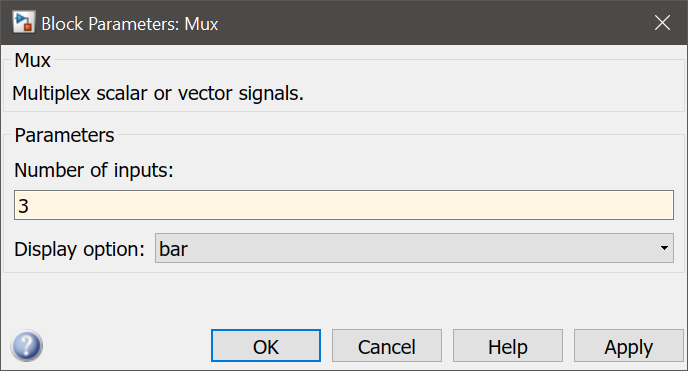 Block Parameters: Mux
Mux
Multiplex scalar or vector signals.
Parameters
Number of inputs:
3
Display option: bar
? OK Cancel Help Apply